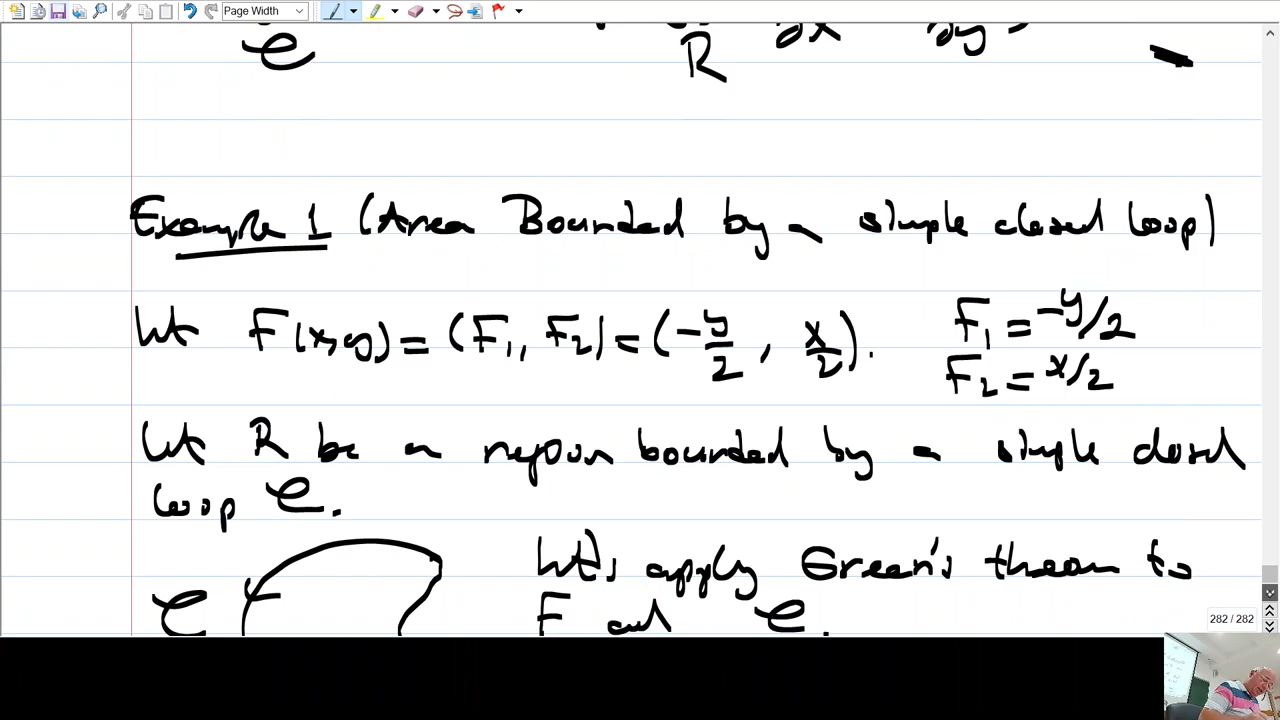 Page Width
C R ∂x ∂y
Example 1 (Area Bounded by a simple closed loop)
Let F(x,y) = (F₁, F₂) = (-y/2, x/2). F₁ = -y/2
F₂ = x/2
Let R be a region bounded by a simple closed
loop C.
Let's apply Green's theorem to
C F and C.
282 / 282